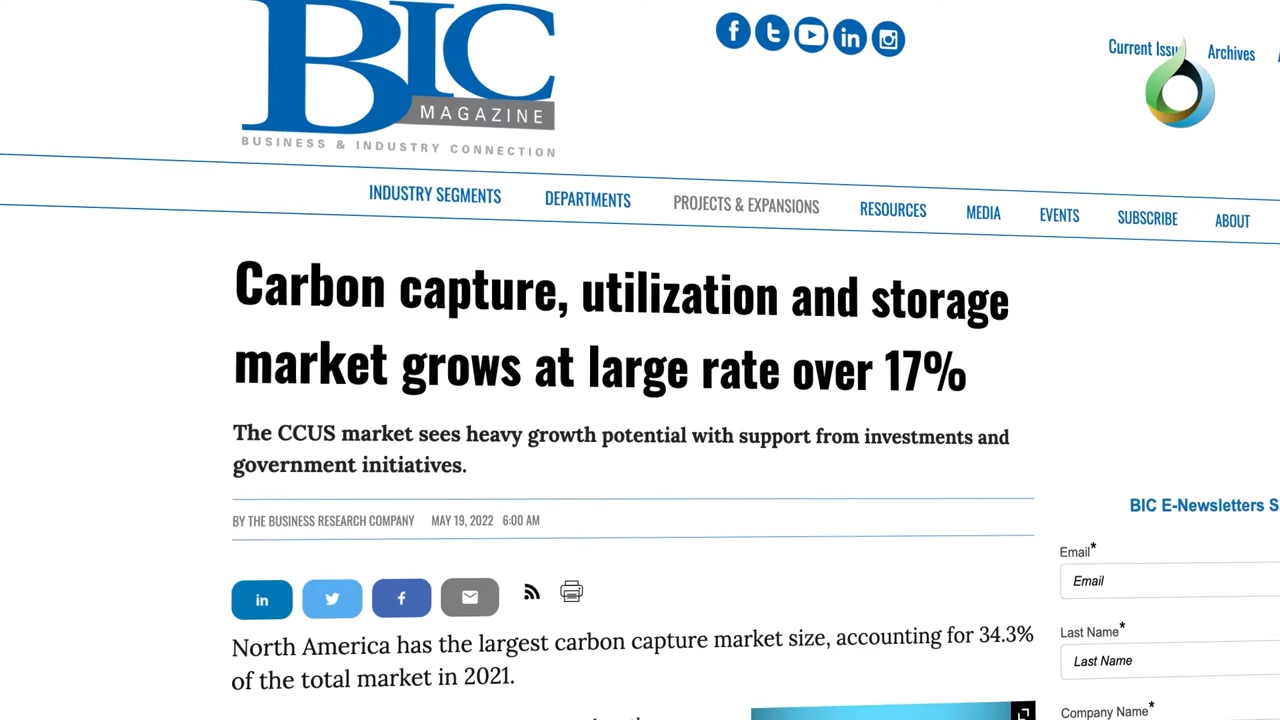 BIC
MAGAZINE
BUSINESS & INDUSTRY CONNECTION
Current Archives
INDUSTRY SEGMENTS DEPARTMENTS PROJECTS & EXPANSIONS RESOURCES MEDIA EVENTS SUBSCRIBE ABOUT
Carbon capture, utilization and storage
market grows at large rate over 17%
The CCUS market sees heavy growth potential with support from investments and
government initiatives.
BY THE BUSINESS RESEARCH COMPANY MAY 19, 2022 6:00 AM
BIC E-Newsletters S
Email*
Email
Last Name*
Last Name
Company Name*
North America has the largest carbon capture market size, accounting for 34.3%
of the total market in 2021.